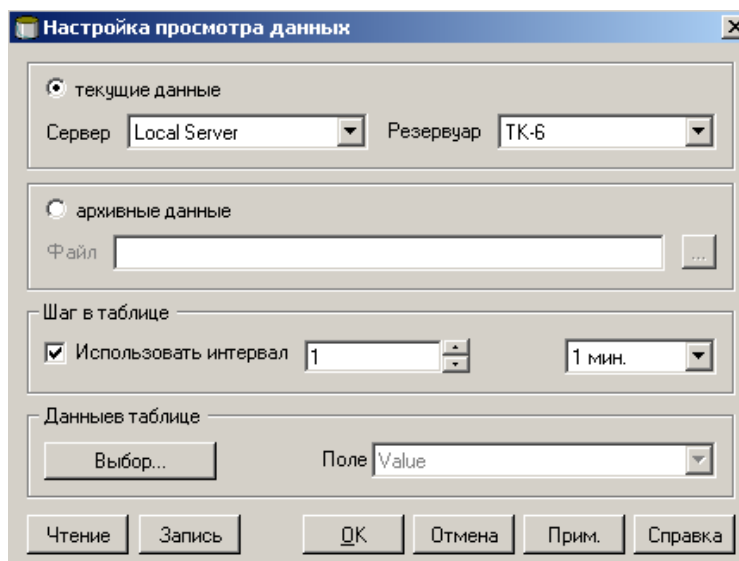 Настройка просмотра данных
текущие данные
Сервер Local Server Резервуар TK-6
архивные данные
Файл ...
Шаг в таблице
Использовать интервал 1 1 мин.
Данныев таблице
Выбор... Поле Value
Чтение Запись OK Отмена Прим. Справка